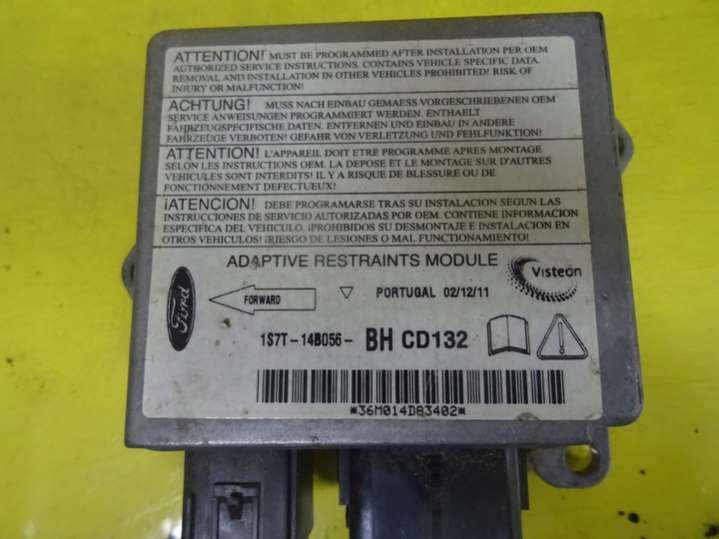 ATTENTION! MUST BE PROGRAMMED AFTER INSTALLATION PER OEM
AUTHORIZED SERVICE INSTRUCTIONS. CONTAINS VEHICLE SPECIFIC DATA.
REMOVAL AND INSTALLATION IN OTHER VEHICLES PROHIBITED! RISK OF
INJURY OR MALFUNCTION!
ACHTUNG! MUSS NACH EINBAU GEMAESS VORGESCHRIEBENEN OEM
SERVICE ANWEISUNGEN PROGRAMMIERT WERDEN. ENTHAELT
FAHRZEUGSPEZIFISCHE DATEN. ENTFERNEN UND EINBAU IN ANDERE
FAHRZEUGE VERBOTEN! GEFAHR VON VERLETZUNG UND FEHLFUNKTION!
ATTENTION! L'APPAREIL DOIT ETRE PROGRAMME APRES MONTAGE
SELON LES INSTRUCTIONS OEM. LA DEPOSE ET LE MONTAGE SUR D'AUTRES
VEHICULES SONT INTERDITS! IL Y A RISQUE DE BLESSURE OU DE
FONCTIONNEMENT DEFECTUEUX!
¡ATENCION! DEBE PROGRAMARSE TRAS SU INSTALACION SEGUN LAS
INSTRUCCIONES DE SERVICIO AUTORIZADAS POR OEM. CONTIENE INFORMACION
ESPECIFICA DEL VEHICULO. ¡PROHIBIDOS SU DESMONTAJE E INSTALACION EN
OTROS VEHICULOS! ¡RIESGO DE LESIONES O MAL FUNCIONAMIENTO!
ADAPTIVE RESTRAINTS MODULE
Visteon
Ford
FORWARD
PORTUGAL 02/12/11
1S7T-14B056- BH CD132
*36M014D83402*